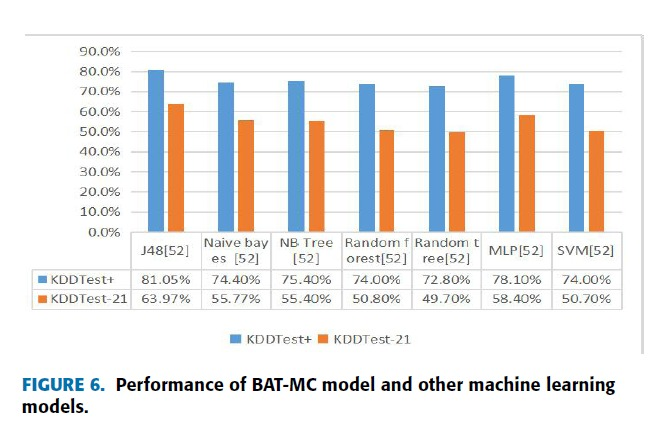 90.0%
80.0%
70.0%
60.0%
50.0%
40.0%
30.0%
20.0%
10.0%
0.0%
J48[52] Naive bay NB Tree Random f Random t MLP[52] SVM[52]
es [52] [52] orest[52] ree[52]
KDDTest+ 81.05% 74.40% 75.40% 74.00% 72.80% 78.10% 74.00%
KDDTest-21 63.97% 55.77% 55.40% 50.80% 49.70% 58.40% 50.70%
KDDTest+ KDDTest-21
FIGURE 6. Performance of BAT-MC model and other machine learning
models.